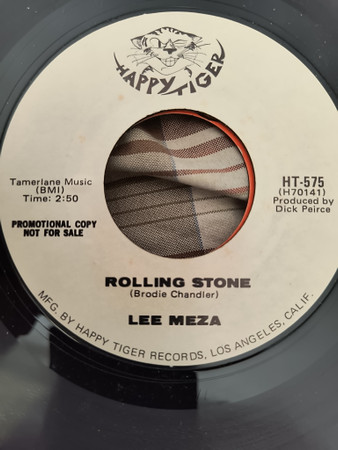 HAPPY TIGER
Tamerlane Music
(BMI)
Time: 2:50
PROMOTIONAL COPY
NOT FOR SALE
HT-575
(H70141)
Produced by
Dick Peirce
ROLLING STONE
(Brodie Chandler)
LEE MEZA
MFG. BY HAPPY TIGER RECORDS, LOS ANGELES, CALIF.